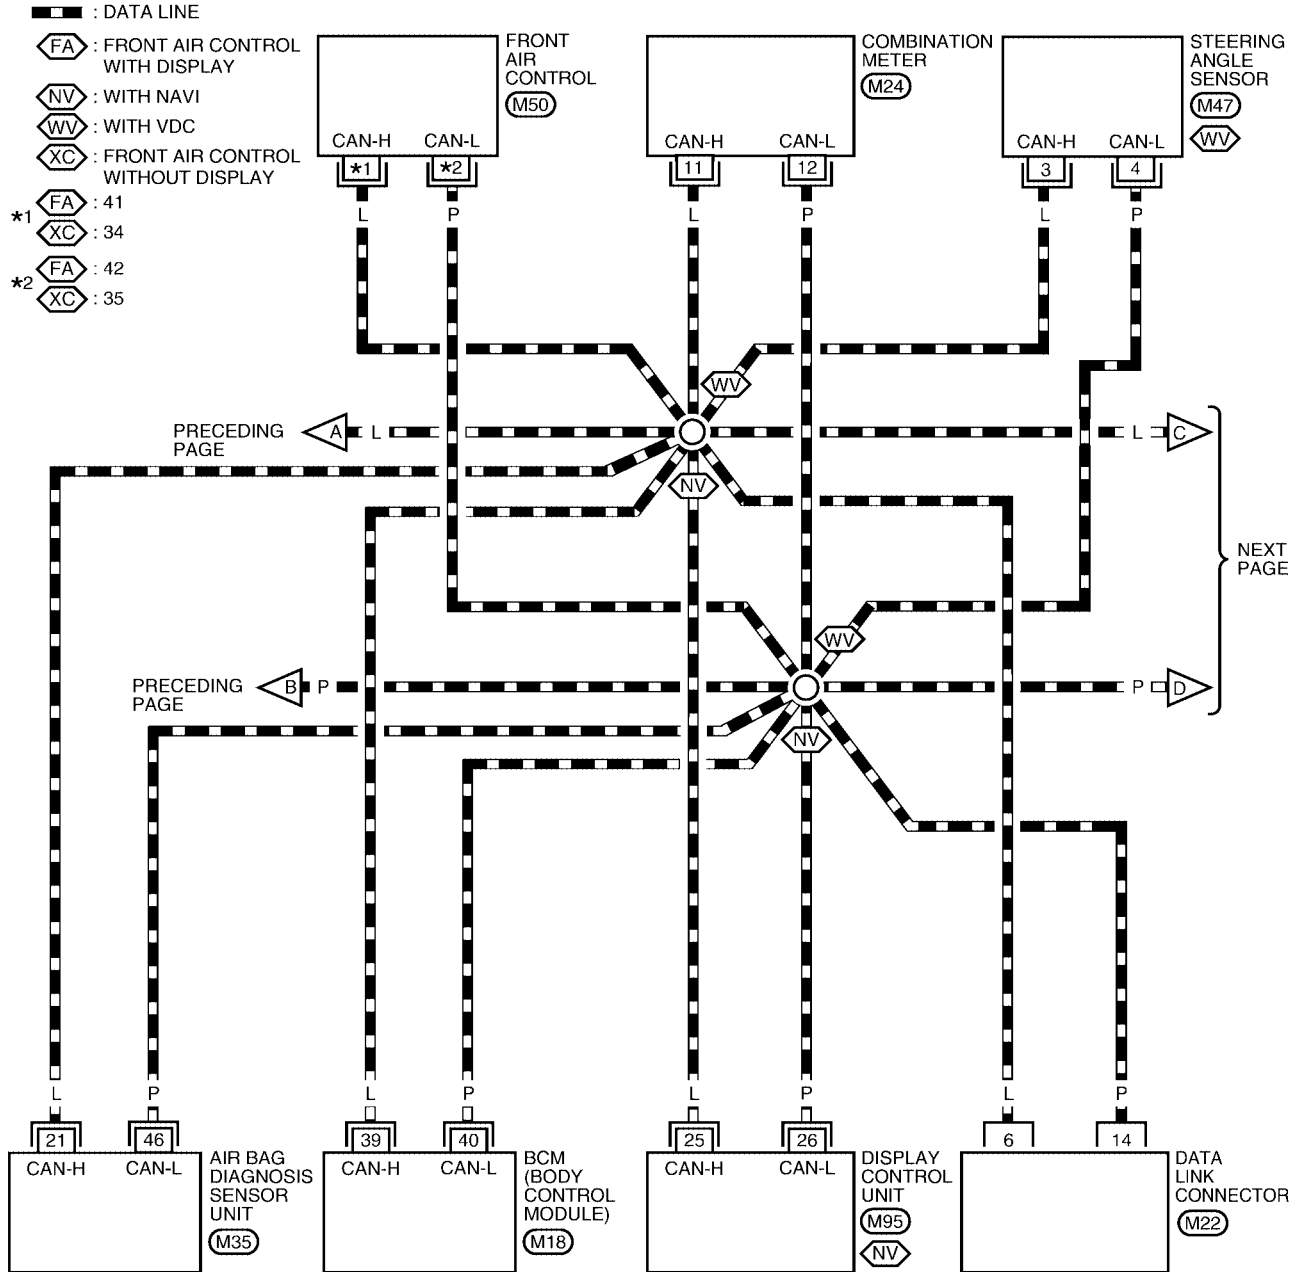 : DATA LINE
FA : FRONT AIR CONTROL
WITH DISPLAY
NV : WITH NAVI
WV : WITH VDC
XC : FRONT AIR CONTROL
WITHOUT DISPLAY
*1
FA : 41
XC : 34
*2
FA : 42
XC : 35
FRONT
AIR
CONTROL
M50
CAN-H CAN-L
*1 *2
L P
COMBINATION
METER
M24
CAN-H CAN-L
11 12
L P
STEERING
ANGLE
SENSOR
M47
WV
CAN-H CAN-L
3 4
L P
WV
PRECEDING
PAGE
A L
L C
NV
NEXT
PAGE
WV
PRECEDING
PAGE
B P
P D
NV
L P
21 46
CAN-H CAN-L
AIR BAG
DIAGNOSIS
SENSOR
UNIT
M35
L P
39 40
CAN-H CAN-L
BCM
(BODY
CONTROL
MODULE)
M18
L P
25 26
CAN-H CAN-L
DISPLAY
CONTROL
UNIT
M95
NV
L P
6 14
DATA
LINK
CONNECTOR
M22